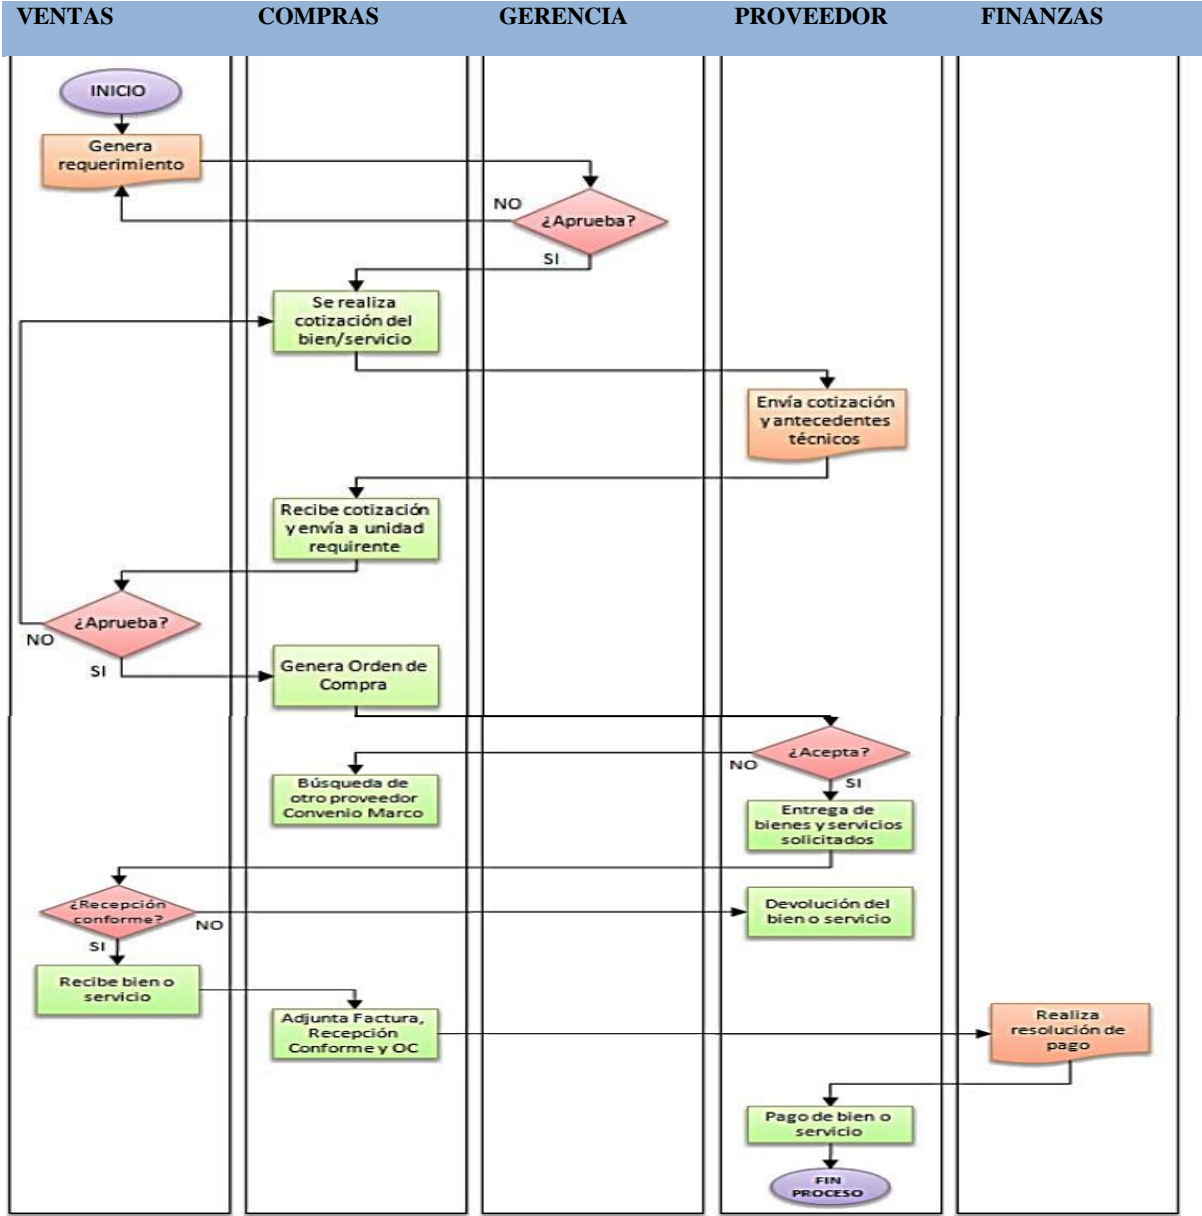 VENTAS COMPRAS GERENCIA PROVEEDOR FINANZAS
INICIO
Genera
requerimiento
NO
¿Aprueba?
SI
Se realiza
cotización del
bien/servicio
Envía cotización
y antecedentes
técnicos
Recibe cotización
y envía a unidad
requirente
¿Aprueba?
NO
SI
Genera Orden de
Compra
¿Acepta?
NO
SI
Búsqueda de
otro proveedor
Convenio Marco
Entrega de
bienes y servicios
solicitados
¿Recepción
conforme?
NO
SI
Devolución del
bien o servicio
Recibe bien o
servicio
Adjunta Factura,
Recepción
Conforme y OC
Realiza
resolución de
pago
Pago de bien o
servicio
FIN
PROCESO